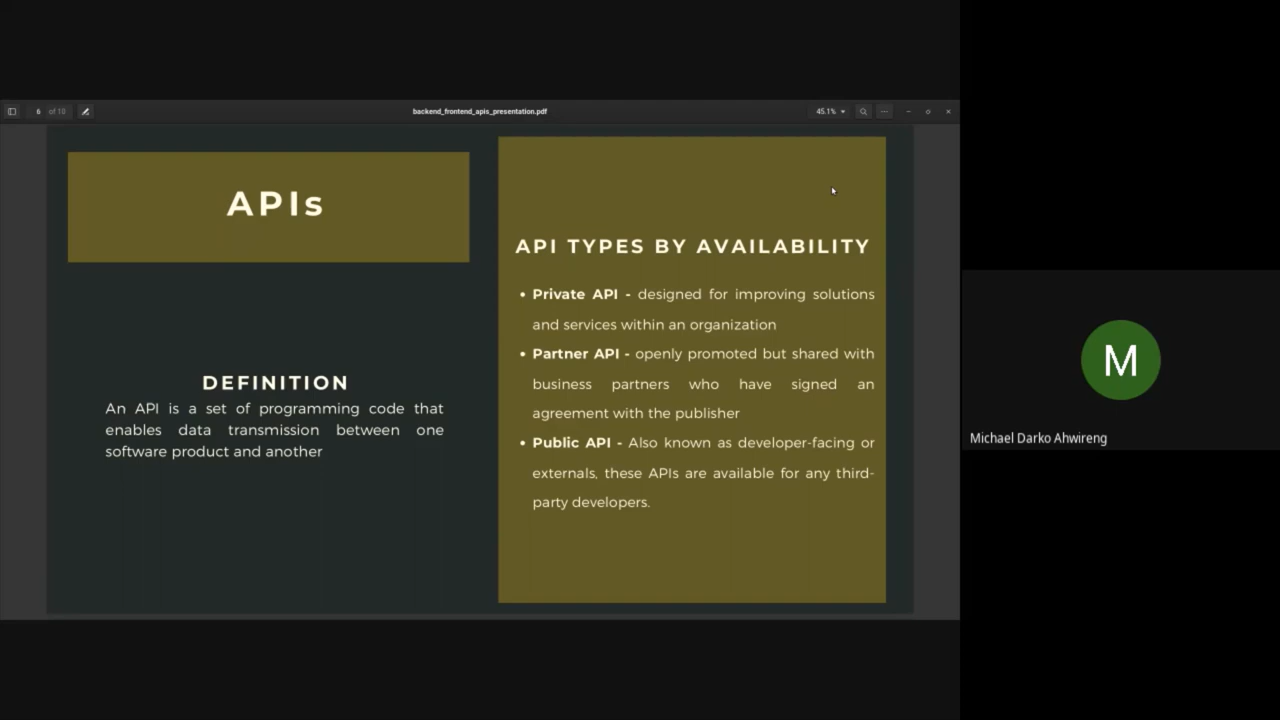 6 of 10
backend_frontend_apis_presentation.pdf
45.1%
APIs
DEFINITION
An API is a set of programming code that
enables data transmission between one
software product and another
API TYPES BY AVAILABILITY
• Private API - designed for improving solutions
and services within an organization
• Partner API - openly promoted but shared with
business partners who have signed an
agreement with the publisher
• Public API - Also known as developer-facing or
externals, these APIs are available for any third-
party developers.
M
Michael Darko Ahwireng